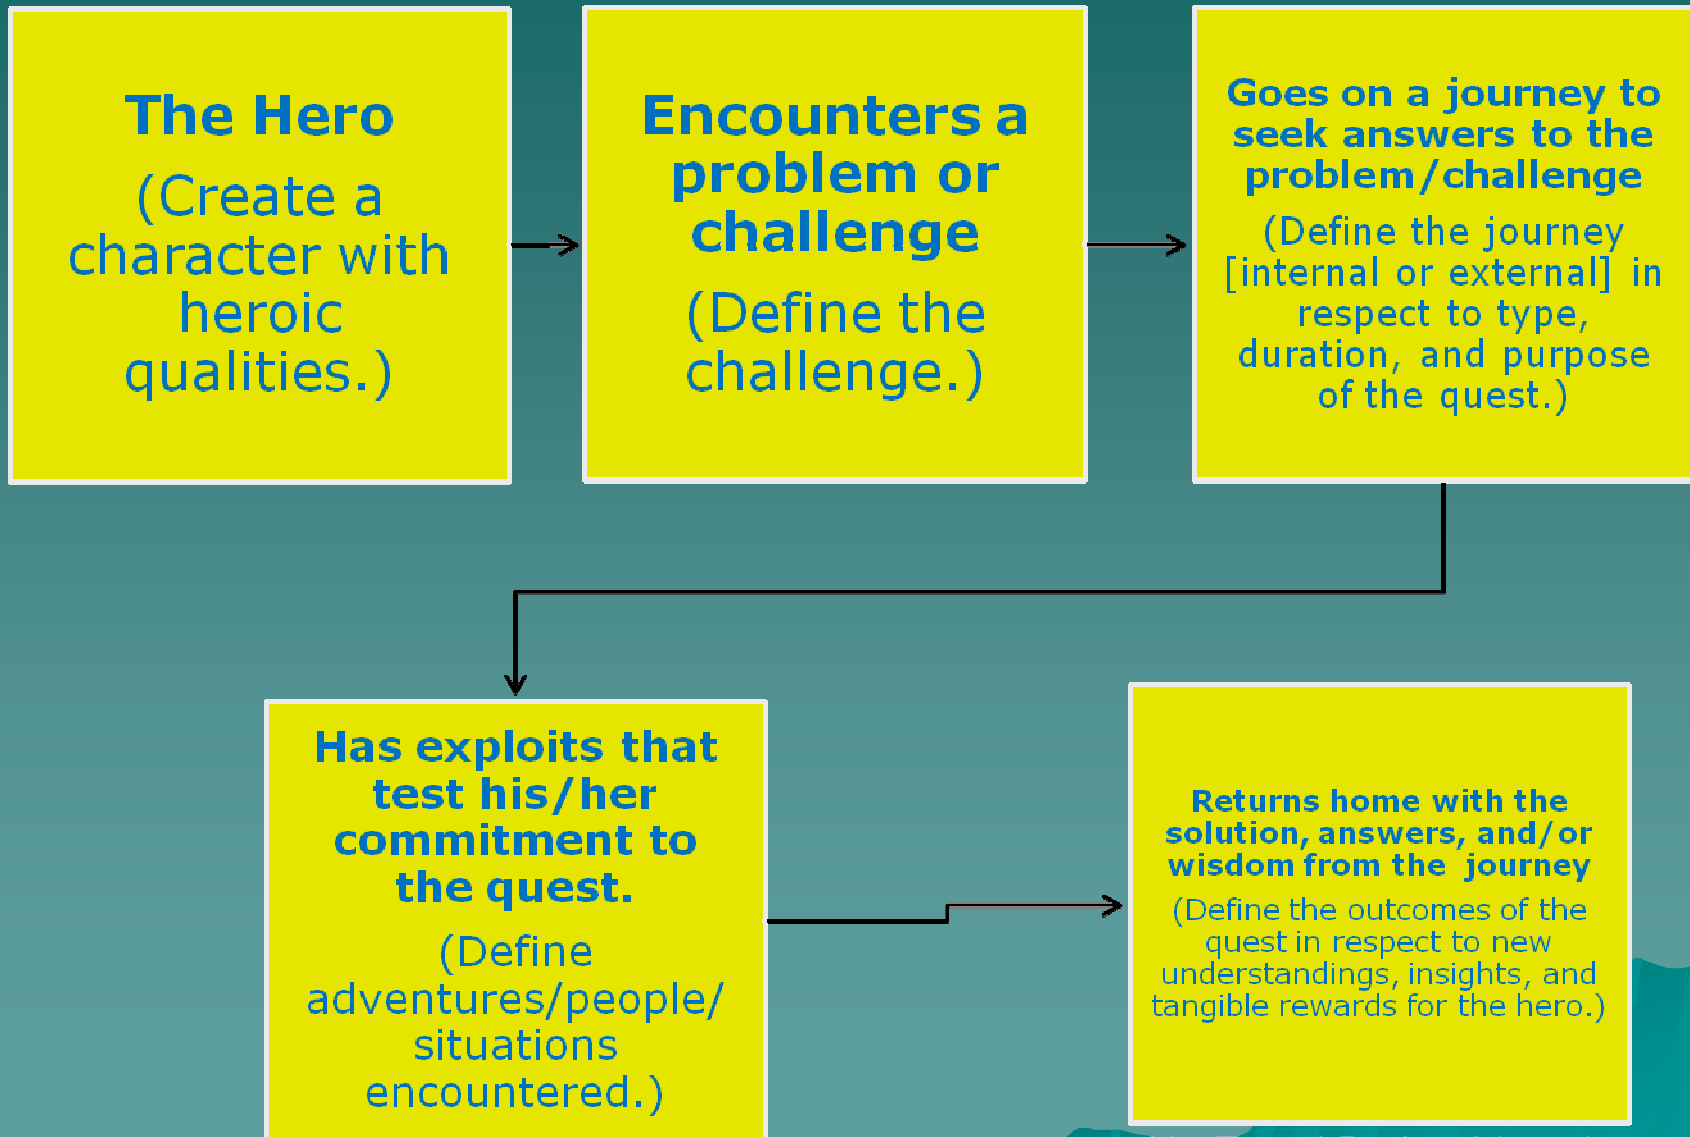 The Hero
(Create a
character with
heroic
qualities.)
Encounters a
problem or
challenge
(Define the
challenge.)
Goes on a journey to
seek answers to the
problem/challenge
(Define the journey
[internal or external] in
respect to type,
duration, and purpose
of the quest.)
Has exploits that
test his/her
commitment to
the quest.
(Define
adventures/people/
situations
encountered.)
Returns home with the
solution, answers, and/or
wisdom from the journey
(Define the outcomes of the
quest in respect to new
understandings, insights, and
tangible rewards for the hero.)